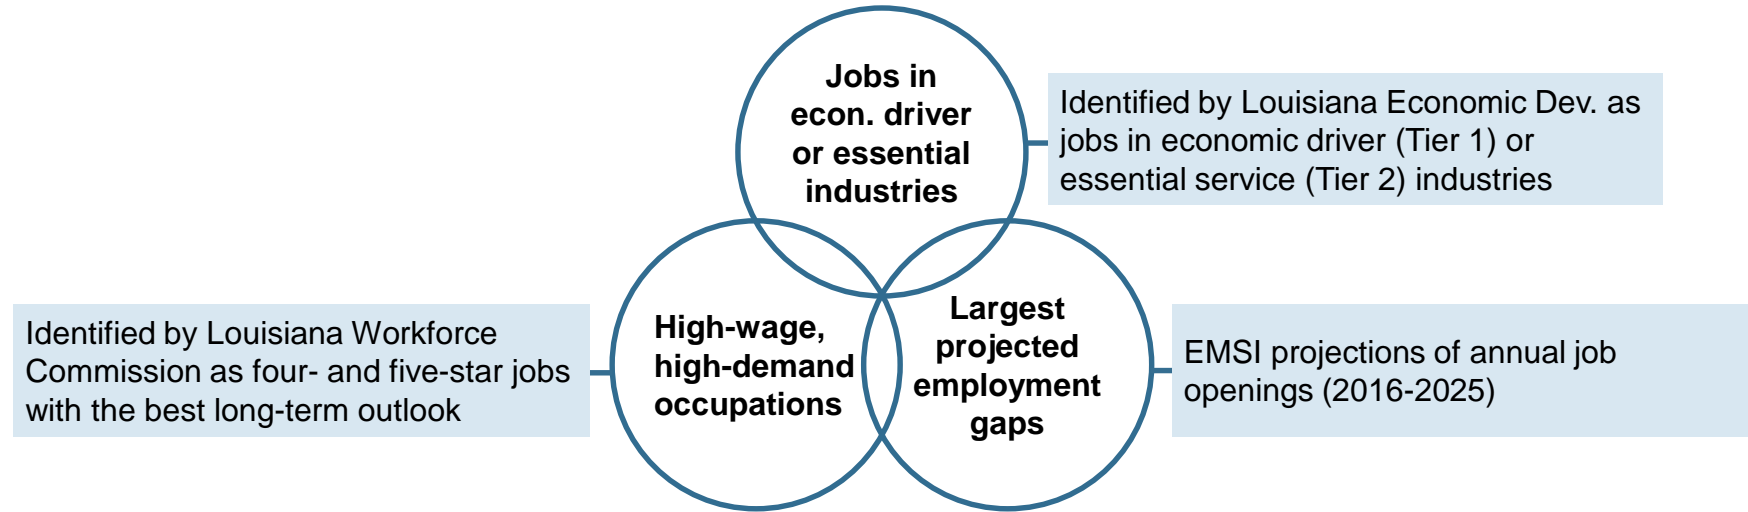 Jobs in
econ. driver
or essential
industries
Identified by Louisiana Economic Dev. as
jobs in economic driver (Tier 1) or
essential service (Tier 2) industries
Identified by Louisiana Workforce
Commission as four- and five-star jobs
with the best long-term outlook
High-wage,
high-demand
occupations
Largest
projected
employment
gaps
EMSI projections of annual job
openings (2016-2025)